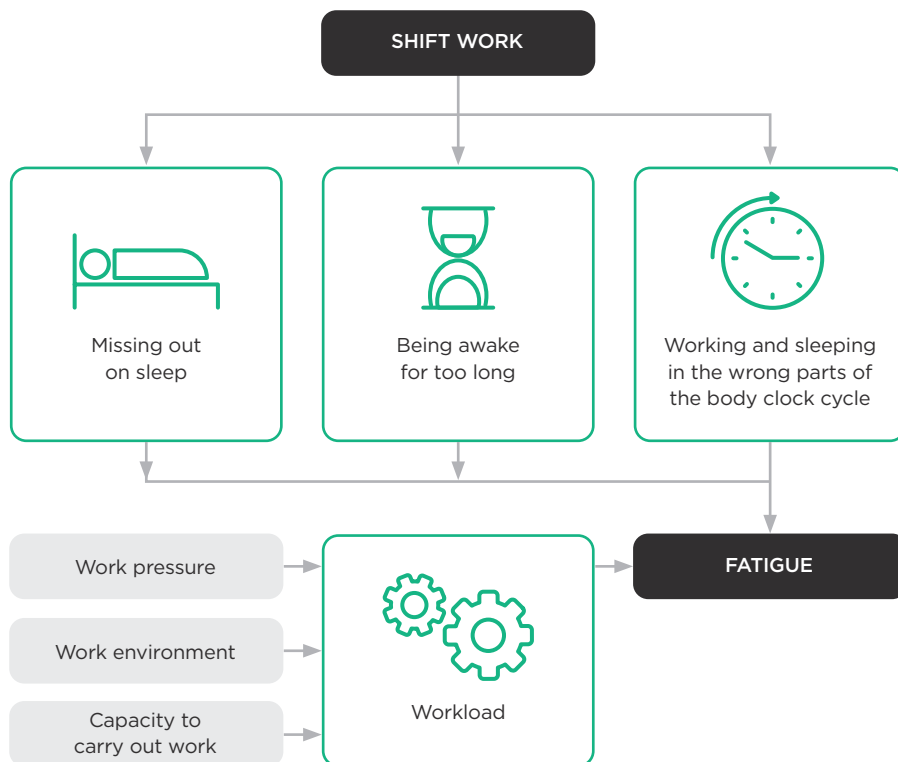 SHIFT WORK
Missing out
on sleep
Being awake
for too long
Working and sleeping
in the wrong parts of
the body clock cycle
Work pressure
Work environment
Capacity to
carry out work
Workload
FATIGUE